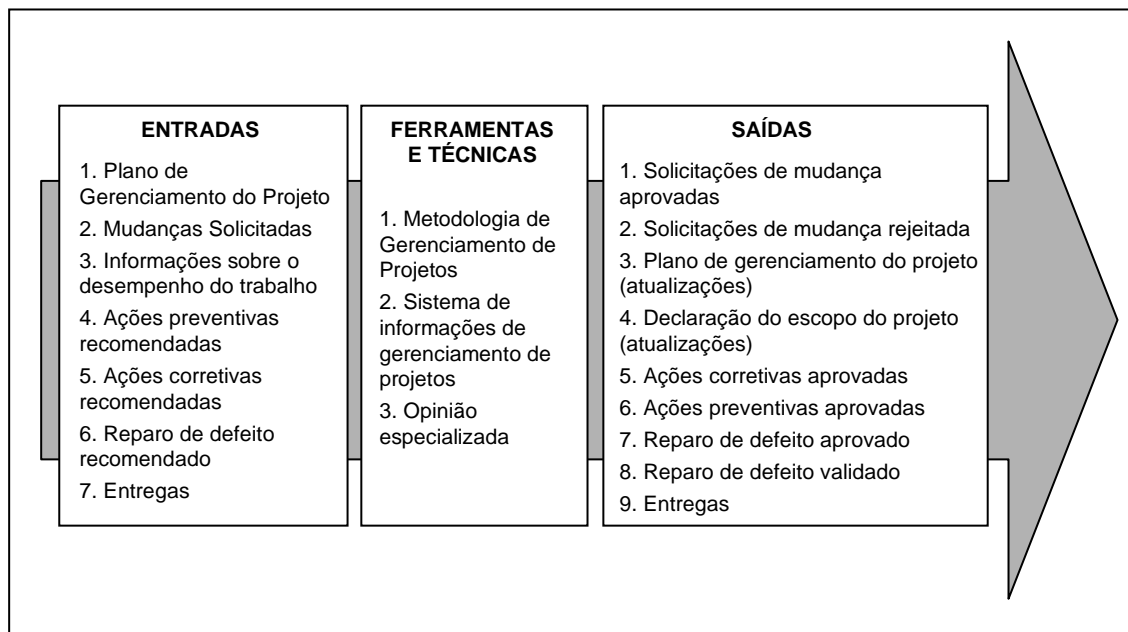 ENTRADAS
1. Plano de
Gerenciamento do Projeto
2. Mudanças Solicitadas
3. Informações sobre o
desempenho do trabalho
4. Ações preventivas
recomendadas
5. Ações corretivas
recomendadas
6. Reparo de defeito
recomendado
7. Entregas
FERRAMENTAS
E TÉCNICAS
1. Metodologia de
Gerenciamento de
Projetos
2. Sistema de
informações de
gerenciamento de
projetos
3. Opinião
especializada
SAÍDAS
1. Solicitações de mudança
aprovadas
2. Solicitações de mudança rejeitada
3. Plano de gerenciamento do projeto
(atualizações)
4. Declaração do escopo do projeto
(atualizações)
5. Ações corretivas aprovadas
6. Ações preventivas aprovadas
7. Reparo de defeito aprovado
8. Reparo de defeito validado
9. Entregas